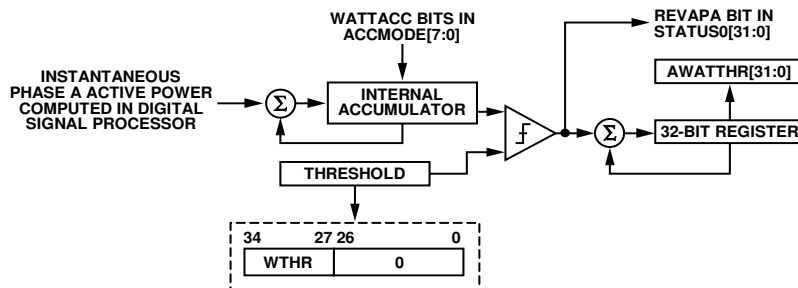 WATTACC BITS IN
ACCMODE[7:0]
REVAPA BIT IN
STATUS0[31:0]
INSTANTANEOUS
PHASE A ACTIVE POWER
COMPUTED IN DIGITAL
SIGNAL PROCESSOR
Σ
INTERNAL
ACCUMULATOR
AWATTHR[31:0]
Σ
32-BIT REGISTER
THRESHOLD
34 27 26 0
WTHR 0